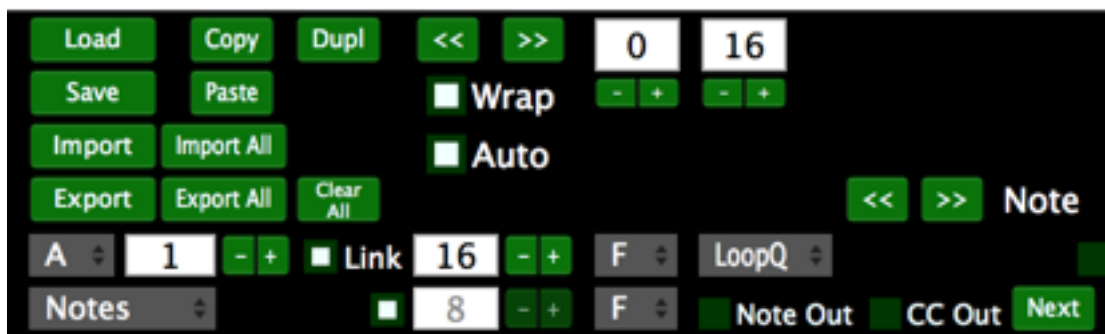 Load Copy Dupl << >> 0 16
Save Paste Wrap - + - +
Import Import All Auto
Export Export All Clear All << >> Note
A 1 - + Link 16 - + F LoopQ
Notes 8 - + F Note Out CC Out Next